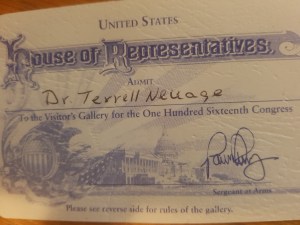 UNITED STATES
House of Representatives.
ADMIT
Dr. Terrell Neuage
To the Visitor's Gallery for the One Hundred Sixteenth Congress
Sergeant at Arms
Please see reverse side for rules of the gallery.